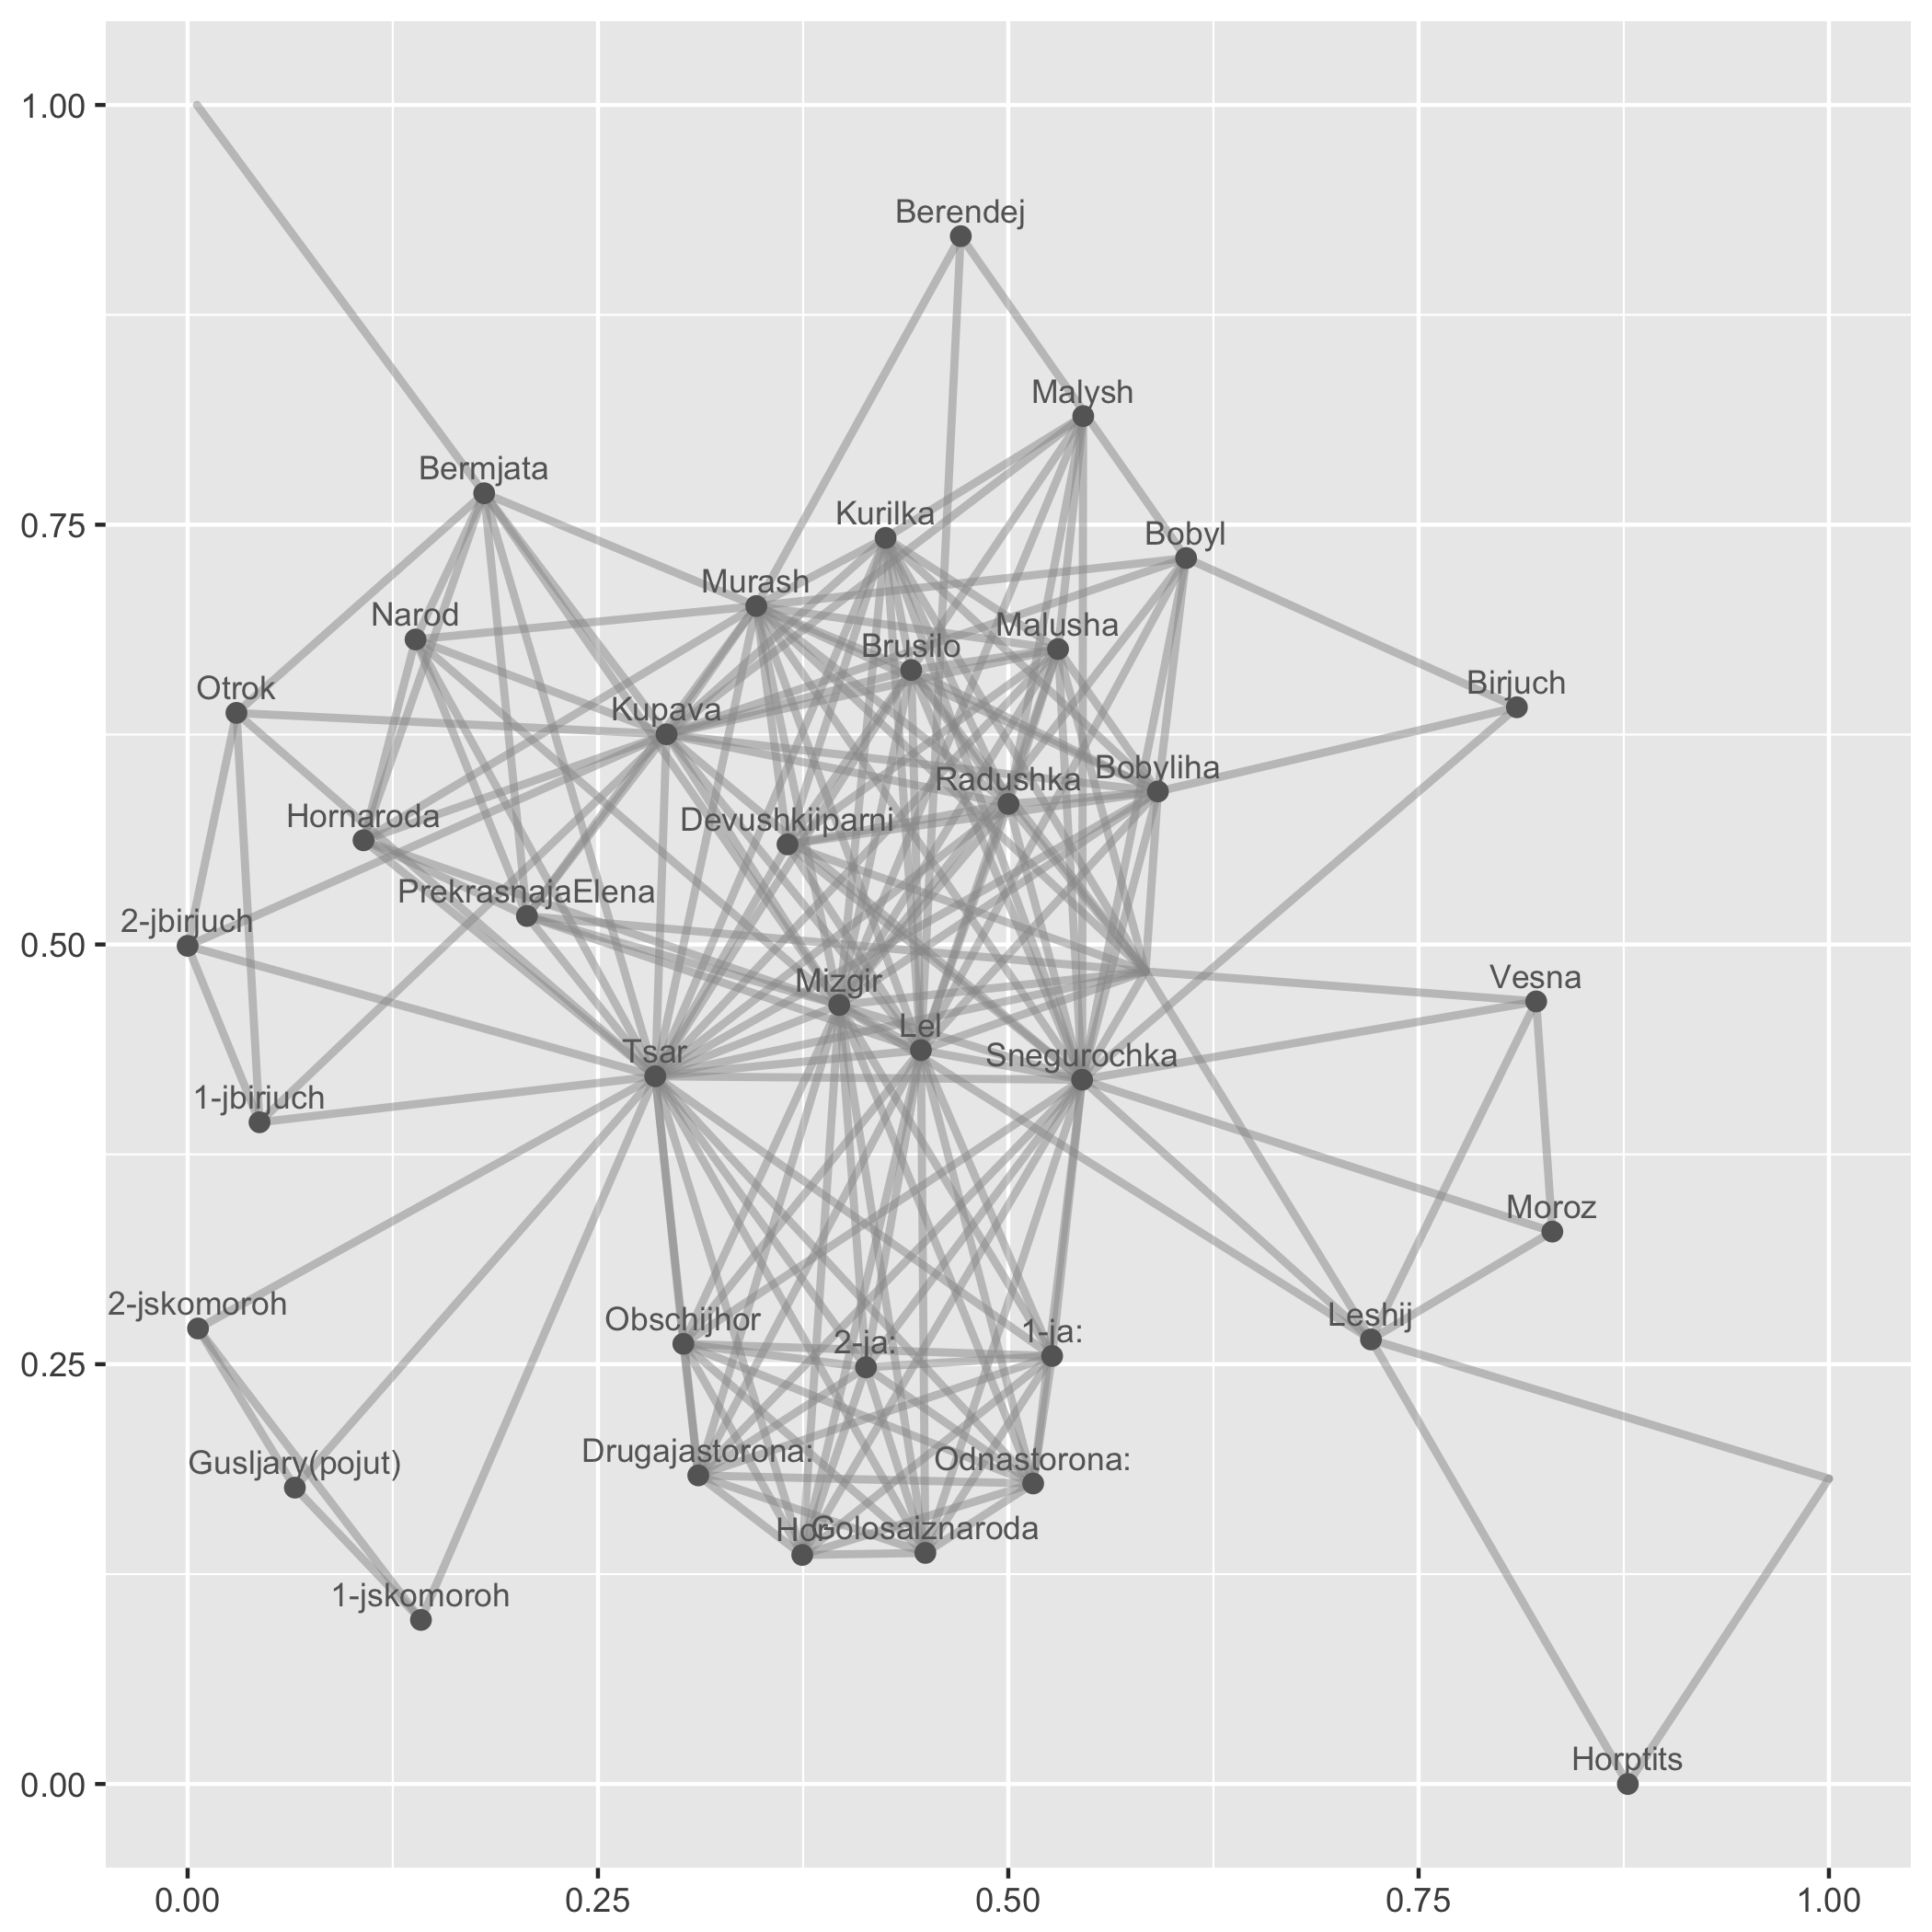 1.00
Berendej
Malysh
Bermjata
Kurilka
0.75
Bobyl
Murash
Narod
Malusha
Brusilo
Otrok
Birjuch
Kupava
Bobyliha
Radushka
Hornaroda
Devushkiiparni
PrekrasnajaElena
2-jbirjuch
0.50
Vesna
Mizgir
Lel
Tsar
Snegurochka
1-jbirjuch
Moroz
2-jskomoroh
Leshij
Obschijhor
1-ja:
2-ja:
0.25
Drugajastorona:
Odnastorona:
Gusljary(pojut)
Hor
Golosaiznaroda
1-jskomoroh
Horptits
0.00
0.00 0.25 0.50 0.75 1.00